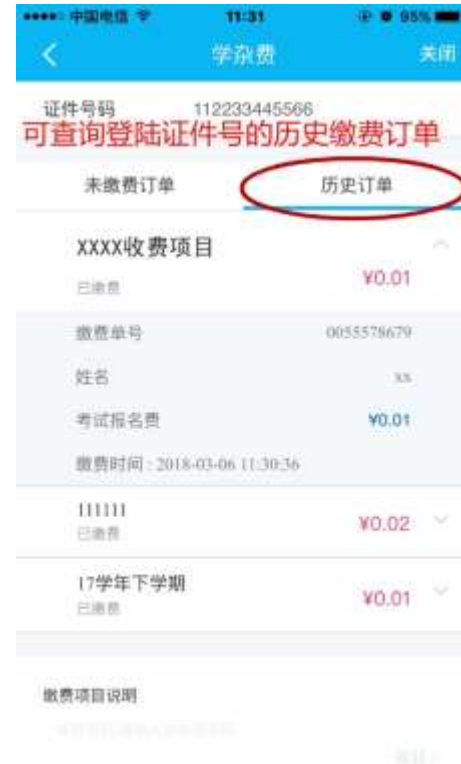 中国电信 11:31 95%
学杂费 关闭
证件号码 112233445566
可查询登陆证件号的历史缴费订单
未缴费订单 历史订单
XXXX收费项目
已缴费 ¥0.01
缴费单号 0055578679
姓名 xx
考试报名费 ¥0.01
缴费时间：2018-03-06 11:30:36
111111
已缴费 ¥0.02
17学年下学期
已缴费 ¥0.01
缴费项目说明